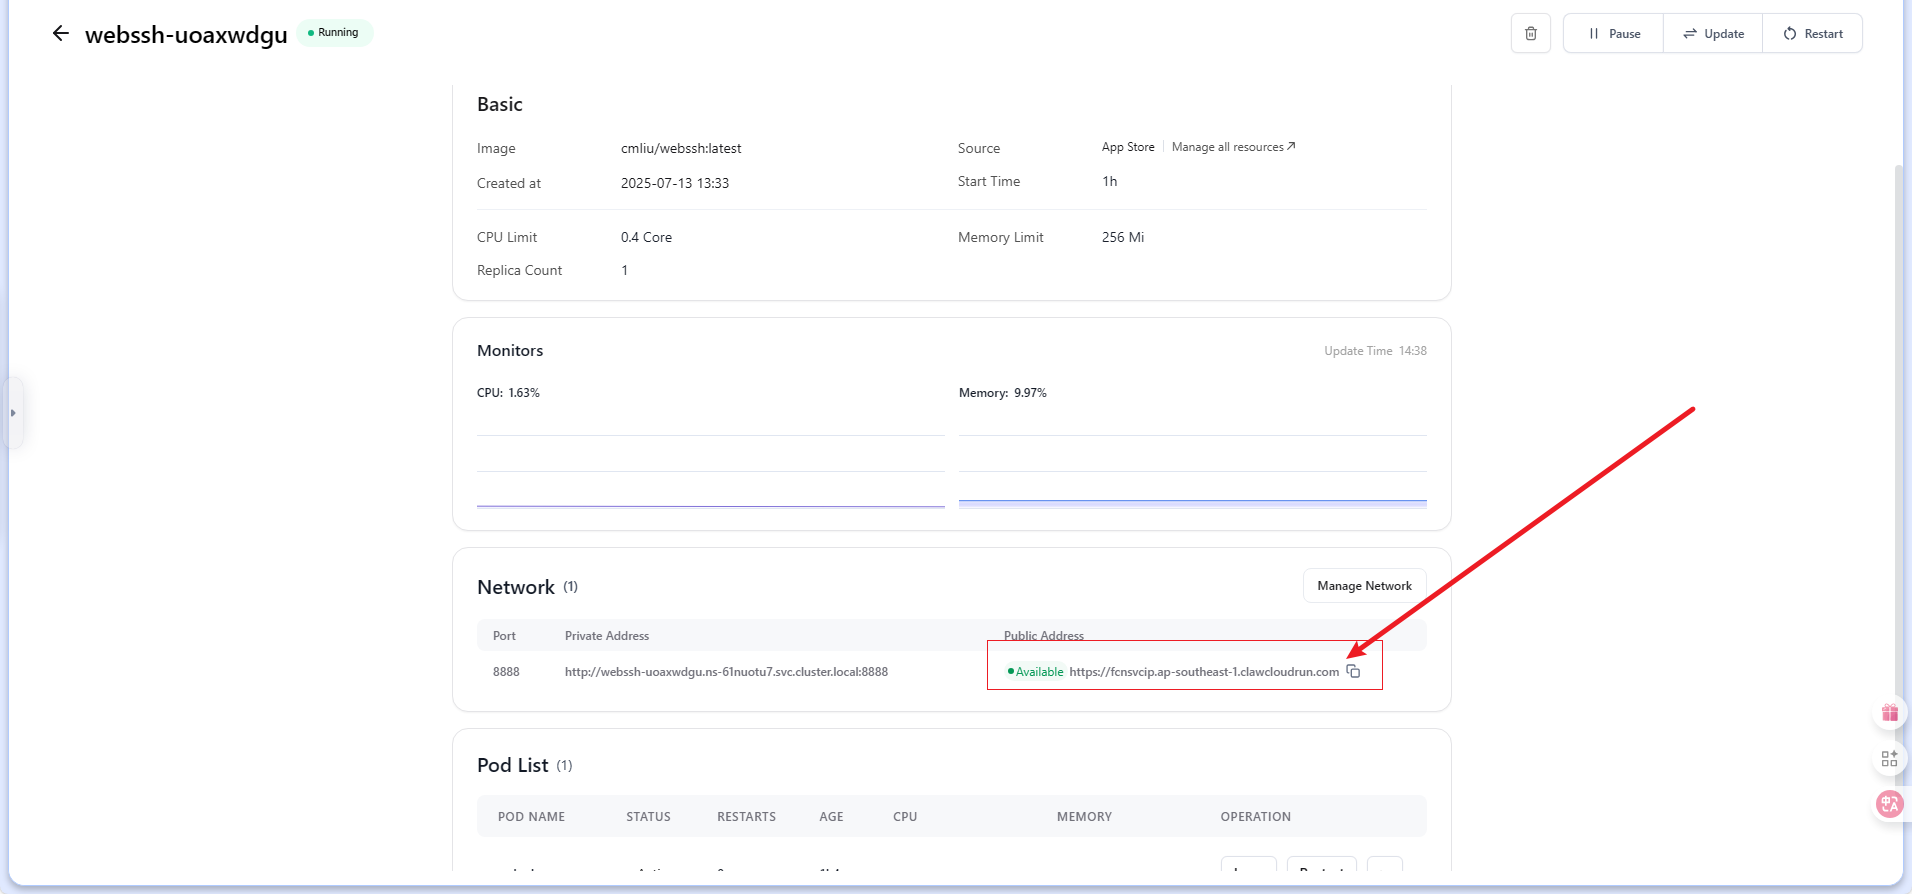 webssh-uoaxwdgu Running Pause Update Restart
Basic
Image cmliu/webssh:latest Source App Store Manage all resources
Created at 2025-07-13 13:33 Start Time 1h
CPU Limit 0.4 Core Memory Limit 256 Mi
Replica Count 1
Monitors Update Time 14:38
CPU: 1.63% Memory: 9.97%
Network (1) Manage Network
Port Private Address Public Address
8888 http://webssh-uoaxwdgu.ns-61nuotu7.svc.cluster.local:8888 Available https://fcnsvcip.ap-southeast-1.clawcloudrun.com
Pod List (1)
中A
POD NAME STATUS RESTARTS AGE CPU MEMORY OPERATION